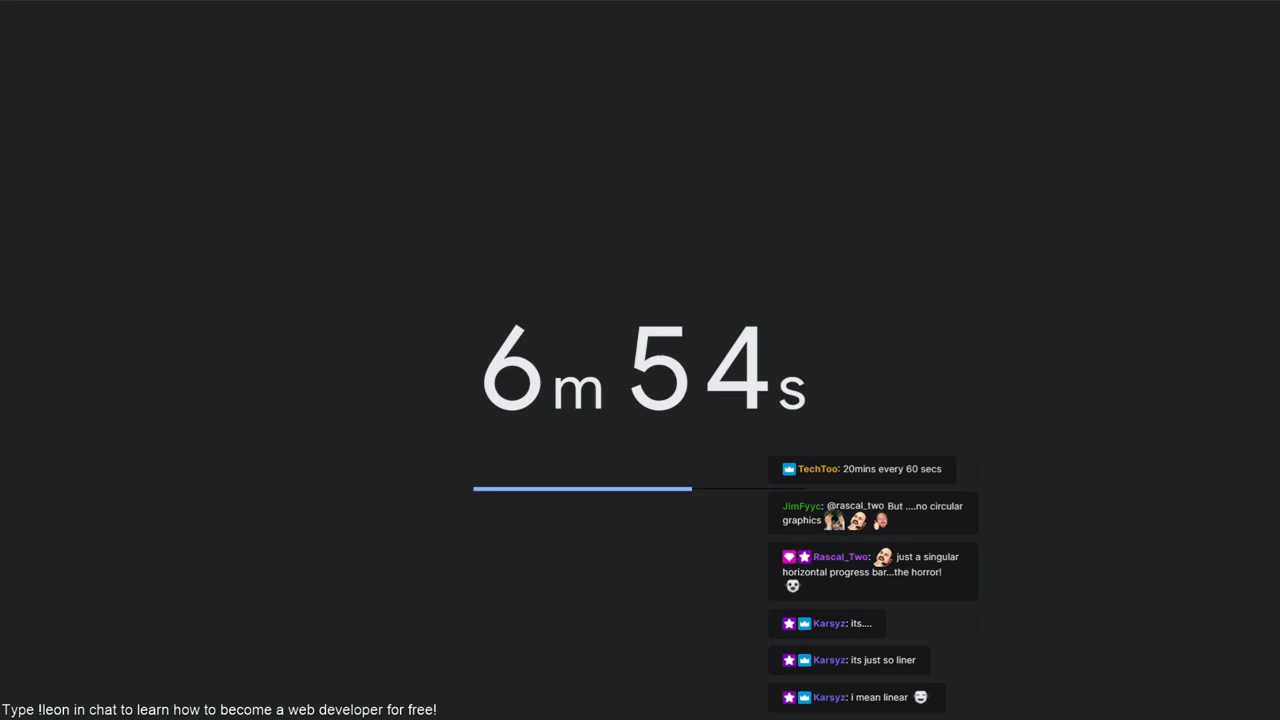 6m 54s
TechToo: 20mins every 60 secs
JimFyyc: @rascal_two But ....no circular
graphics
Rascal_Two: just a singular
horizontal progress bar...the horror!
Karsyz: its....
Karsyz: its just so liner
Karsyz: i mean linear
Type !leon in chat to learn how to become a web developer for free!